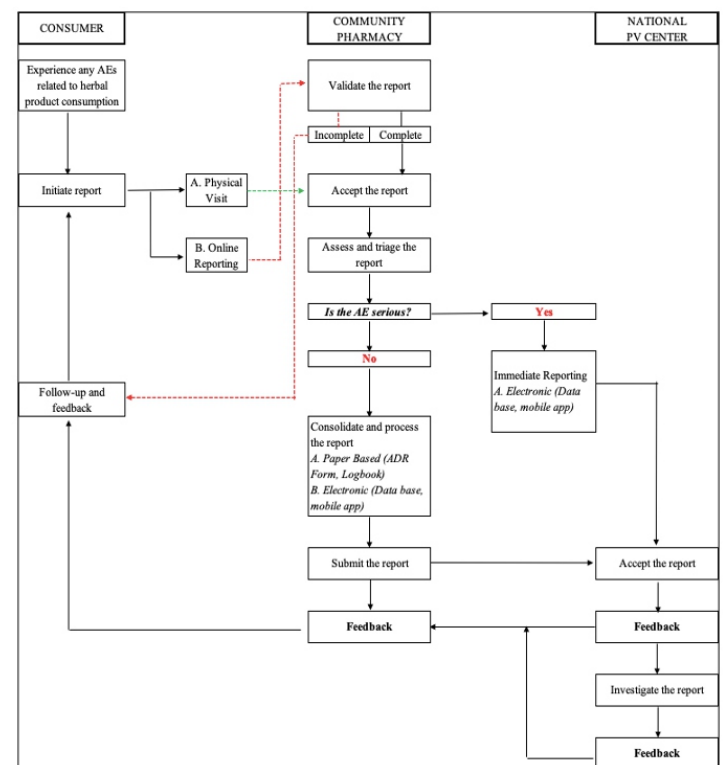 CONSUMER
COMMUNITY
PHARMACY
NATIONAL
PV CENTER
Experience any AEs
related to herbal
product consumption
Validate the report
Incomplete
Complete
Initiate report
A. Physical
Visit
Accept the report
B. Online
Reporting
Assess and triage the
report
Is the AE serious?
Yes
No
Immediate Reporting
A. Electronic (Data
base, mobile app)
Follow-up and
feedback
Consolidate and process
the report
A. Paper Based (ADR
Form, Logbook)
B. Electronic (Data base,
mobile app)
Submit the report
Accept the report
Feedback
Feedback
Investigate the report
Feedback